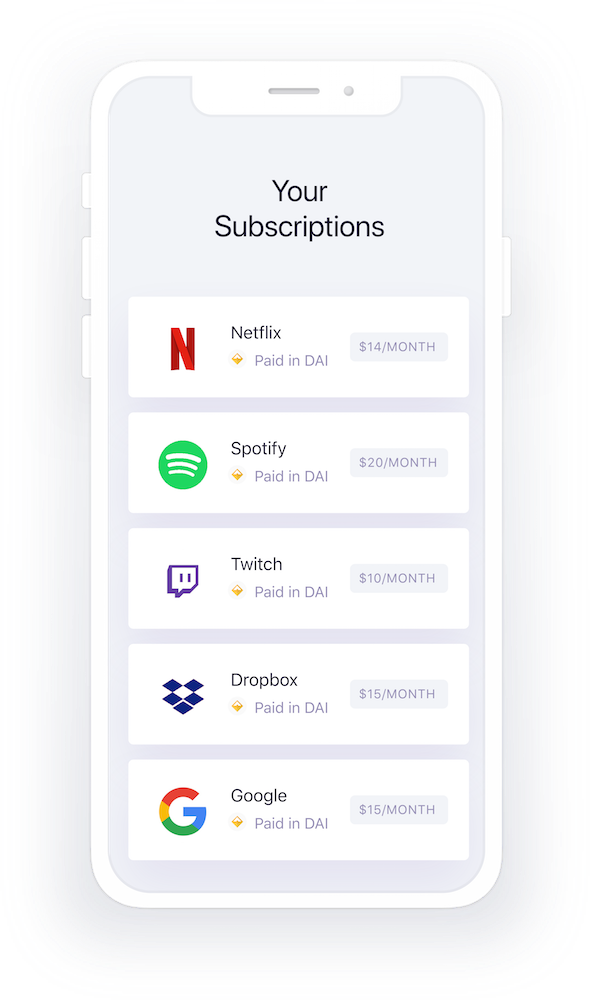 Your
Subscriptions
Netflix
Paid in DAI
$14/MONTH
Spotify
Paid in DAI
$20/MONTH
Twitch
Paid in DAI
$10/MONTH
Dropbox
Paid in DAI
$15/MONTH
Google
Paid in DAI
$15/MONTH